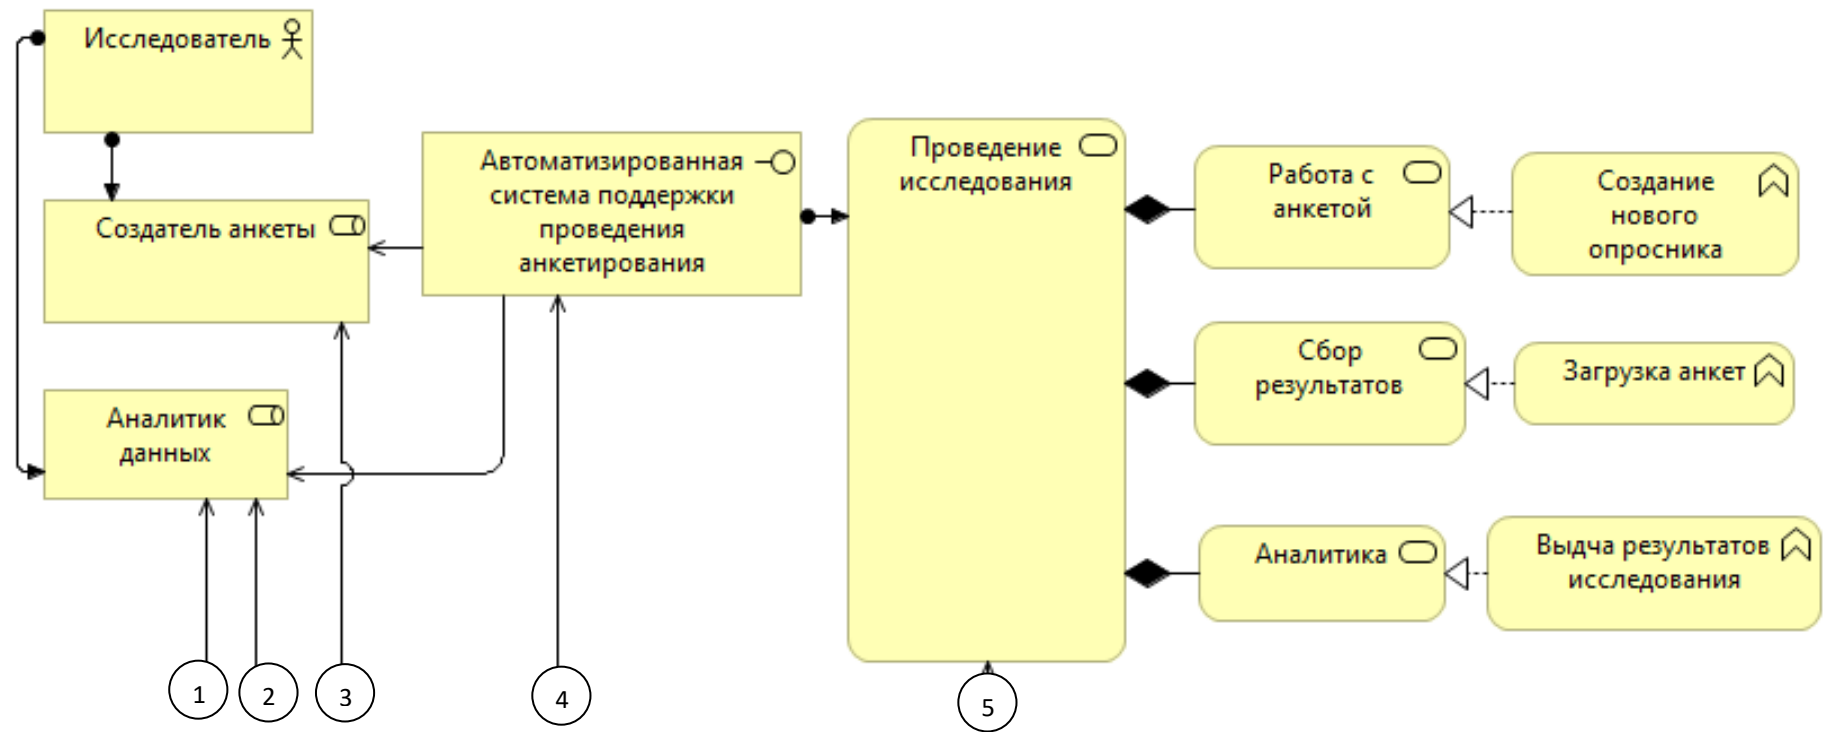 Исследователь
Создатель анкеты
Аналитик
данных
Автоматизированная
система поддержки
проведения
анкетирования
Проведение
исследования
Работа с
анкетой
Создание
нового
опросника
Сбор
результатов
Загрузка анкет
Аналитика
Выдча результатов
исследования
1
2
3
4
5